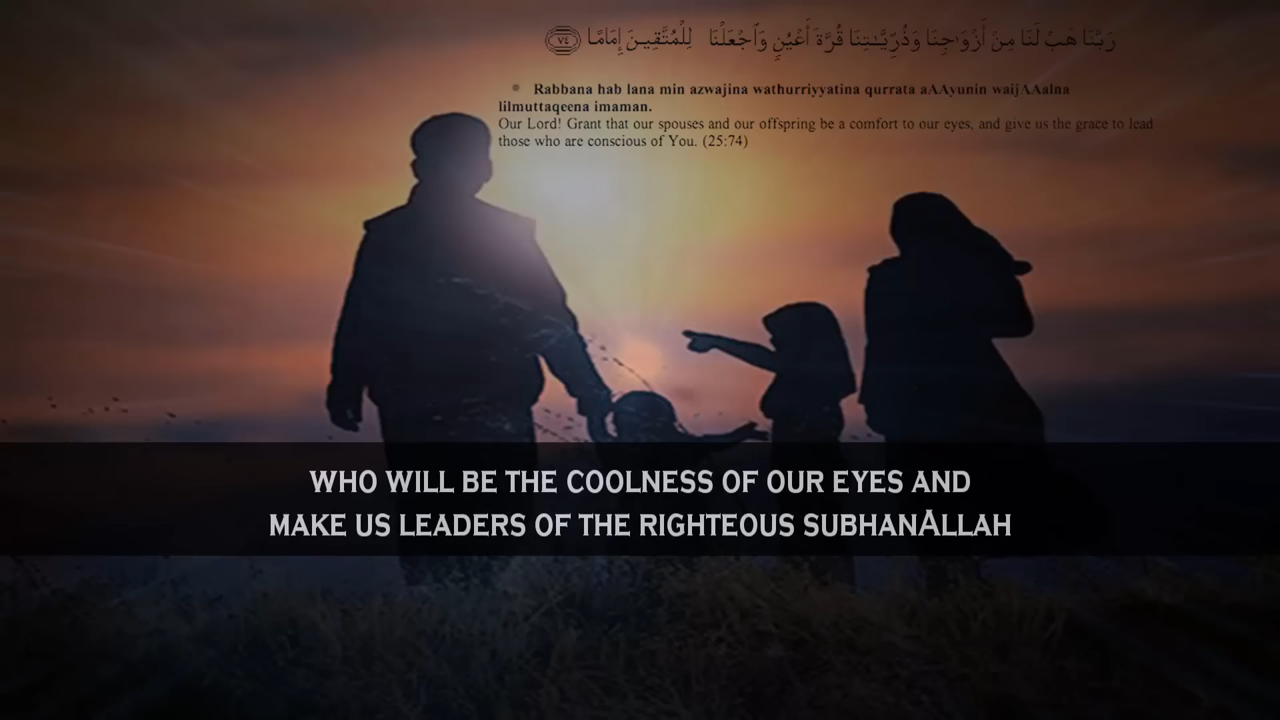 رَبَّنَا هَبْ لَنَا مِنْ أَزْوَٰجِنَا وَذُرِّيَّـٰتِنَا قُرَّةَ أَعْيُنٍ وَٱجْعَلْنَا لِلْمُتَّقِينَ إِمَامًا ٧٤
Rabbana hab lana min azwajina wathurriyyatina qurrata aAAyunin waijAAalna
lilmuttaqeena imaman.
Our Lord! Grant that our spouses and our offspring be a comfort to our eyes, and give us the grace to lead
those who are conscious of You. (25:74)
WHO WILL BE THE COOLNESS OF OUR EYES AND
MAKE US LEADERS OF THE RIGHTEOUS SUBHANALLAH